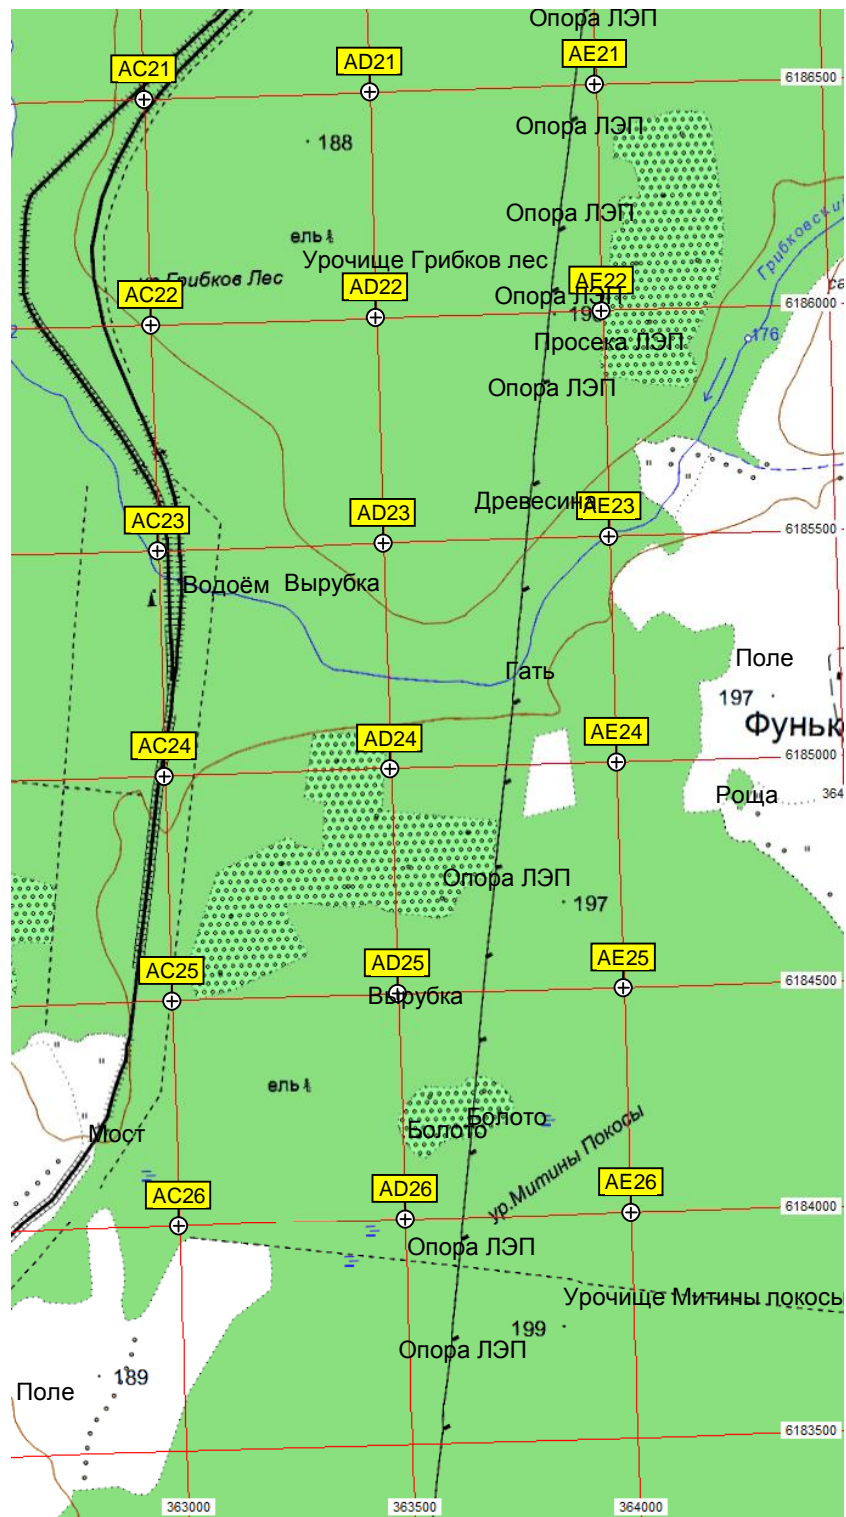 Опора ЛЭП
AC21
AD21
AE21
6186500
Опора ЛЭП
188
Опора ЛЭП
ель
Урочище Грибков лес
Грибковский
ур.Грибков Лес
AC22
AD22
AE22
Опора ЛЭП
6186000
176
Просека ЛЭП
Опора ЛЭП
Древесина
AC23
AD23
AE23
6185500
Водоём
Вырубка
Гать
Поле
197
Фуньк
AC24
AD24
AE24
6185000
Роща
364
Опора ЛЭП
197
AC25
AD25
AE25
6184500
Вырубка
ель
Болото
Болото
Мост
ур.Митины Покосы
AC26
AD26
AE26
6184000
Опора ЛЭП
Урочище Митины покосы
199
Опора ЛЭП
189
Поле
6183500
363000
363500
364000